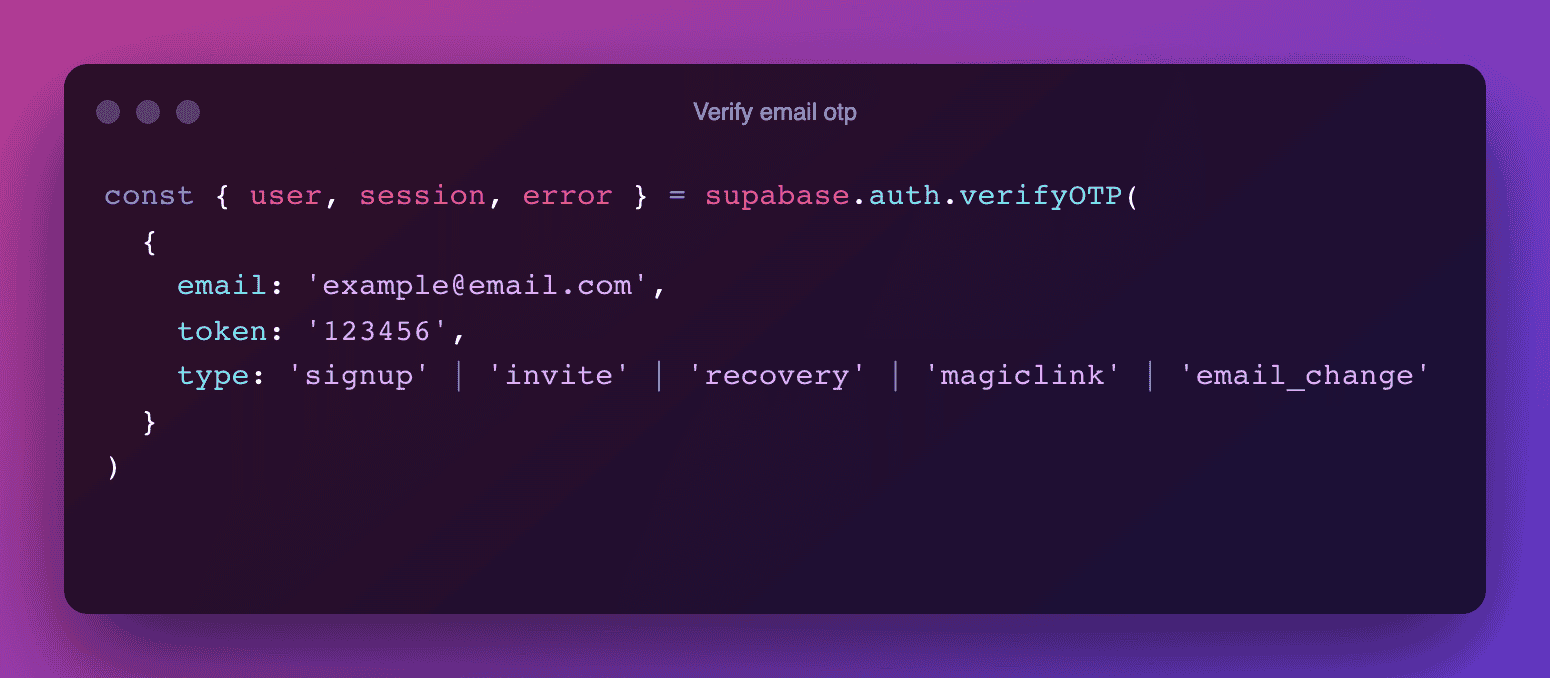 Verify email otp
const { user, session, error } = supabase.auth.verifyOTP(
{
email: 'example@email.com',
token: '123456',
type: 'signup' | 'invite' | 'recovery' | 'magiclink' | 'email_change'
}
)